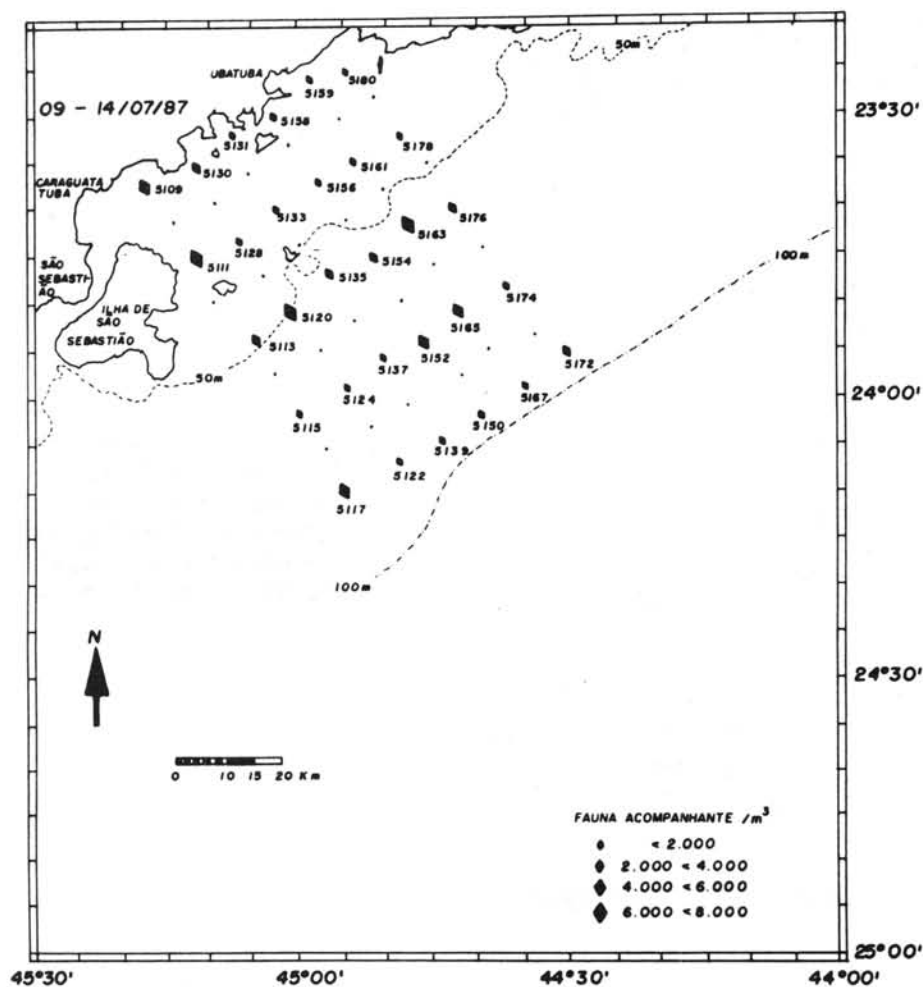 50m
UBATUBA
5180
5159
09 - 14/07/87
23°30'
5158
5131
5178
5161
5130
CARAGUATA
TUBA
5109
5156
5133
5176
5163
5128
5111
SÃO
SEBASTI-
ÃO
5154
5135
ILHA DE
SÃO
SEBASTIÃO
5174
5120
5165
100m
5113
5152
5137
5172
50m
5124
5167
24°00'
5115
5150
5139
5122
5117
100m
N
24°30'
0 10 15 20 Km
FAUNA ACOMPANHANTE /m³
< 2.000
2.000 < 4.000
4.000 < 6.000
6.000 < 8.000
25°00'
45°30'
45°00'
44°30'
44°00'